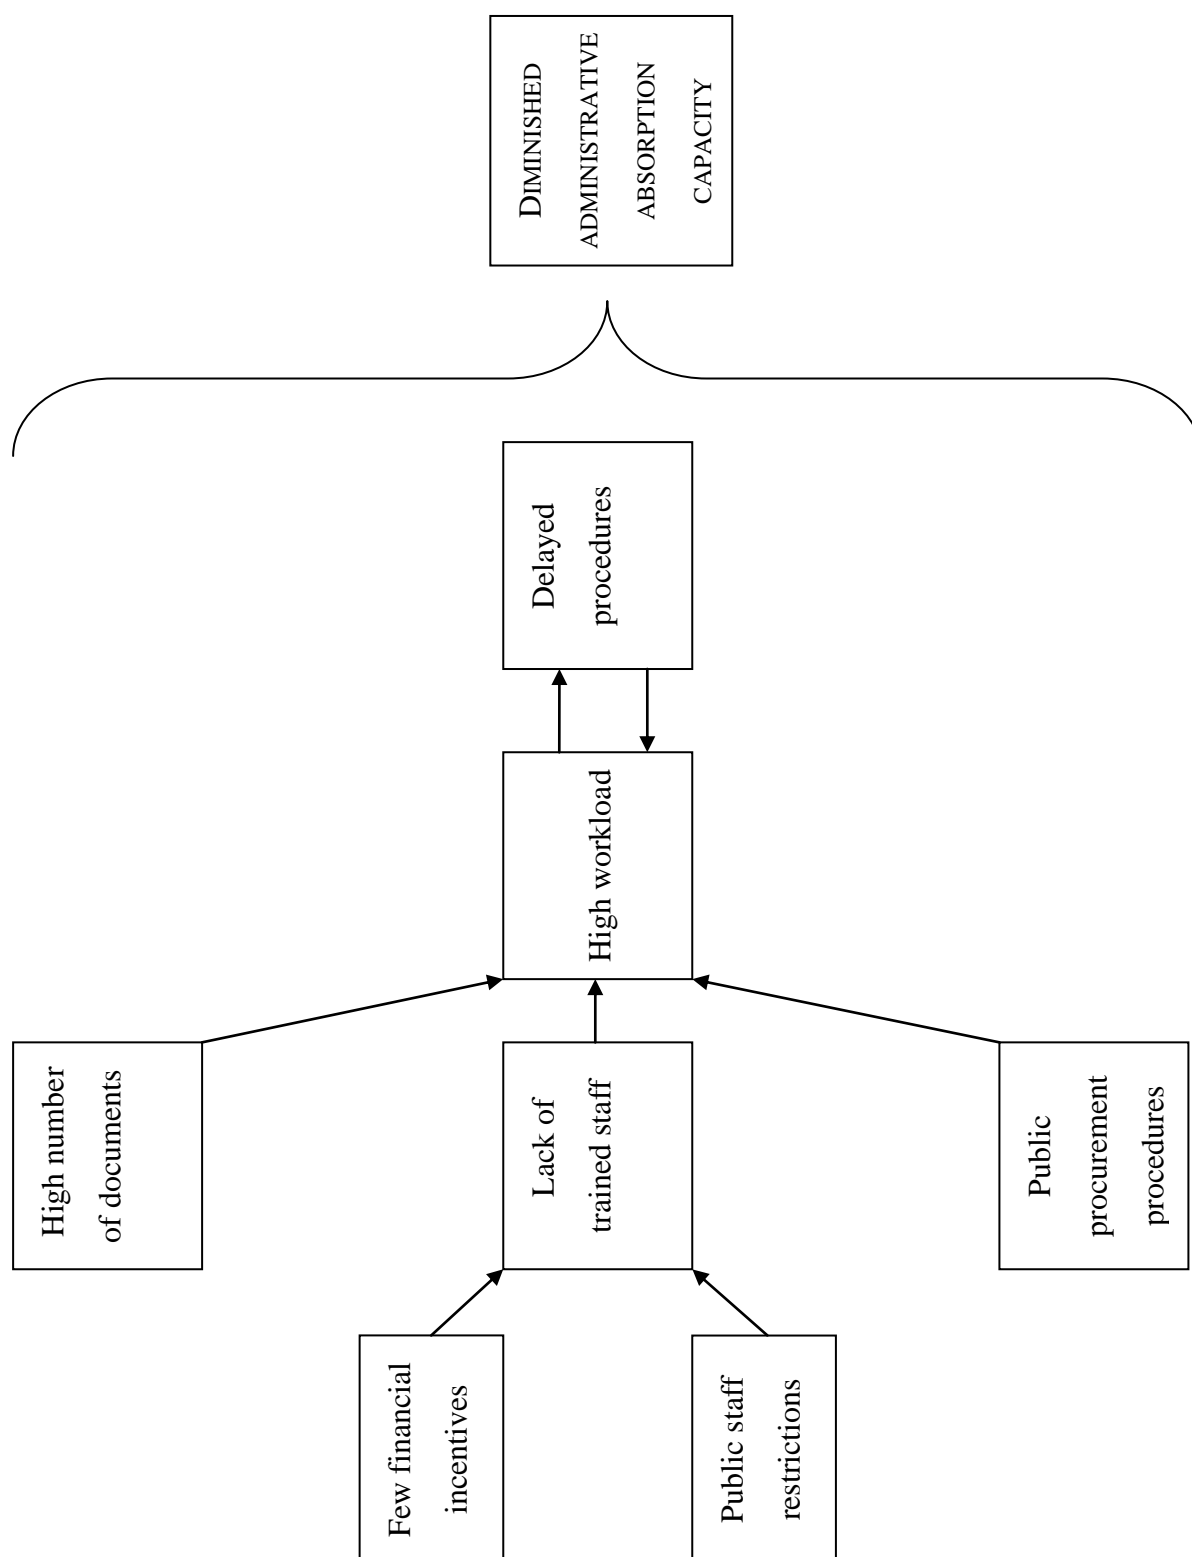 Few financial
incentives
Public staff
restrictions
High number
of documents
Lack of
trained staff
Public
procurement
procedures
High workload
Delayed
procedures
DIMINISHED
ADMINISTRATIVE
ABSORPTION
CAPACITY